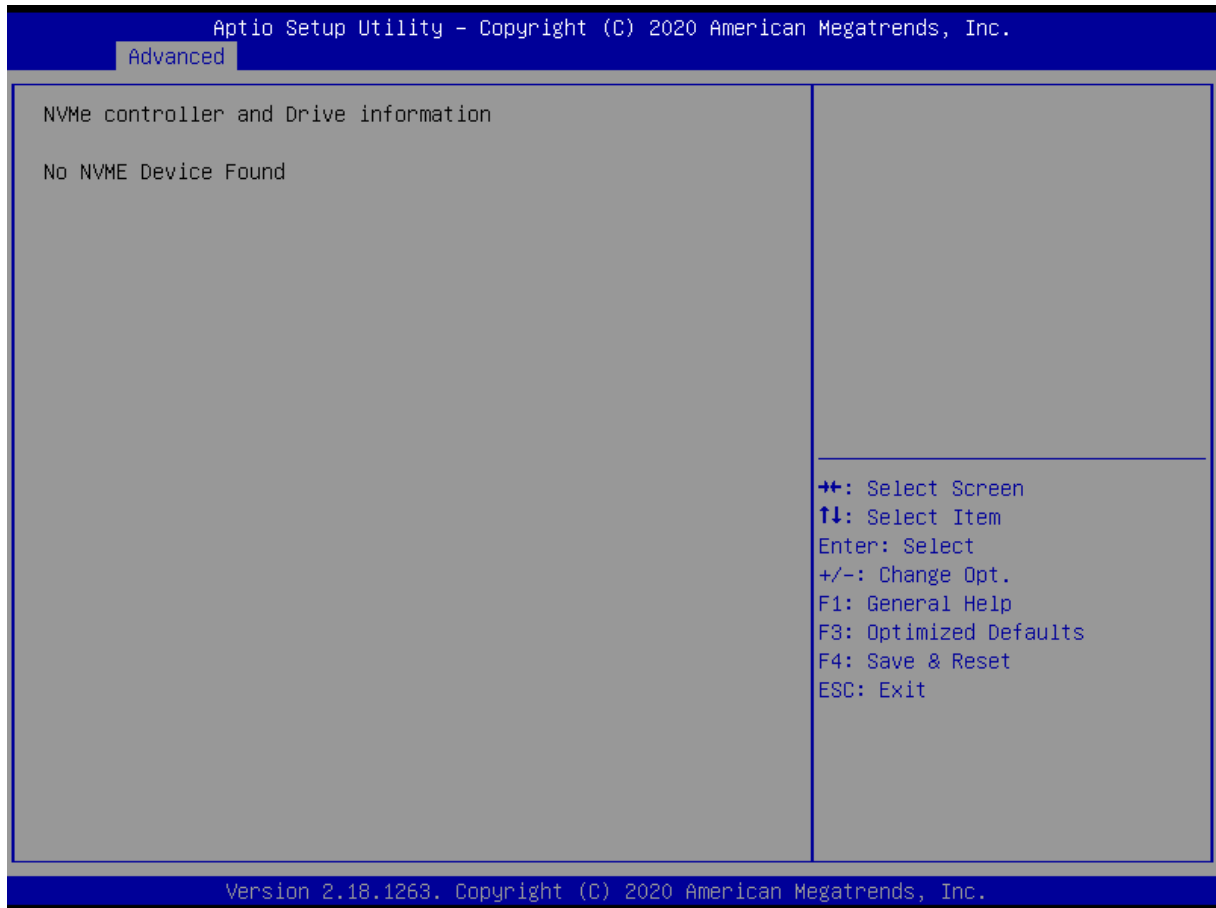 Aptio Setup Utility – Copyright (C) 2020 American Megatrends, Inc.
Advanced
NVMe controller and Drive information
No NVME Device Found
→←: Select Screen
↑↓: Select Item
Enter: Select
+/-: Change Opt.
F1: General Help
F3: Optimized Defaults
F4: Save & Reset
ESC: Exit
Version 2.18.1263. Copyright (C) 2020 American Megatrends, Inc.